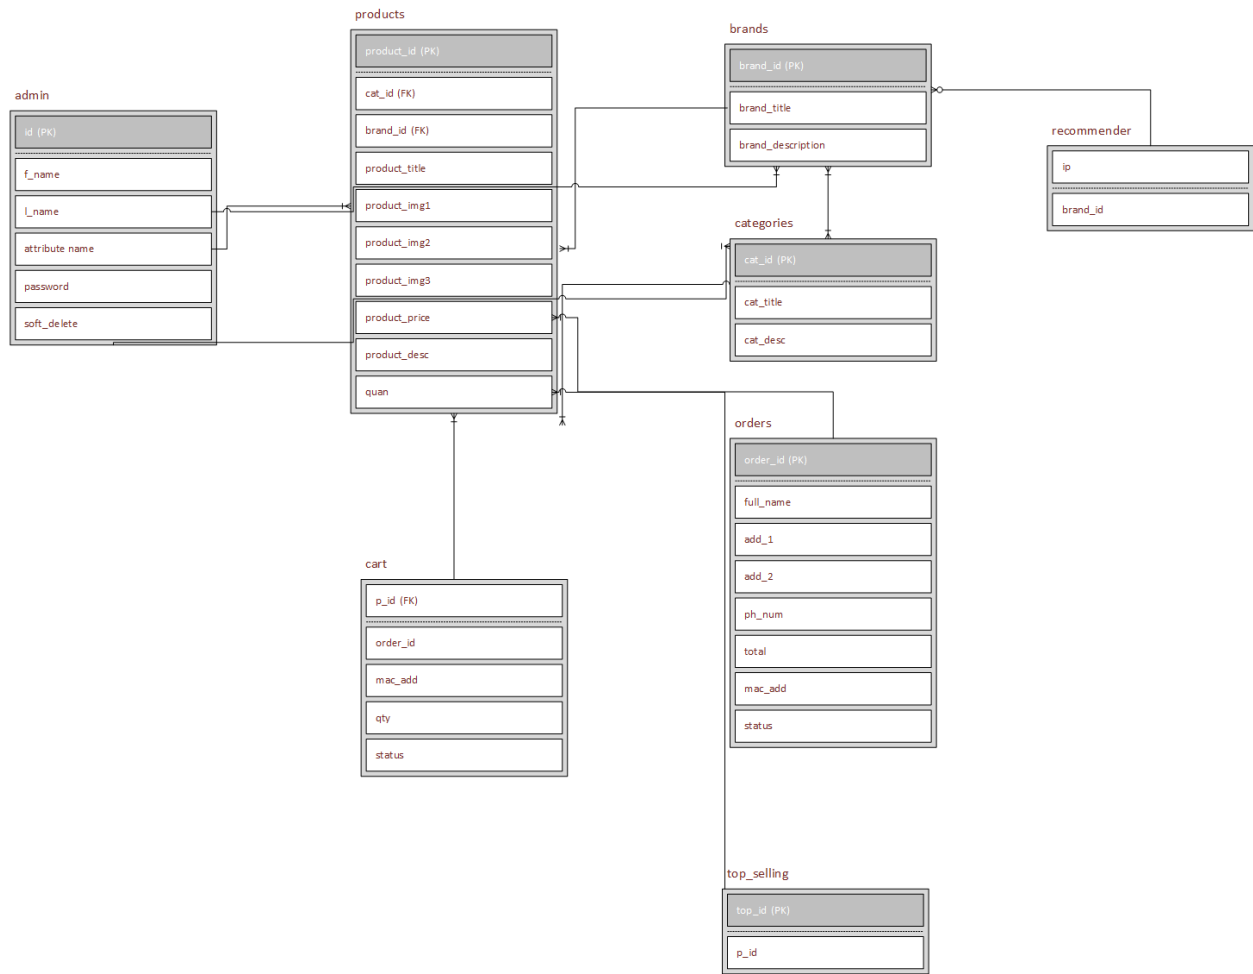 products
product_id (PK)
cat_id (FK)
brand_id (FK)
product_title
product_img1
product_img2
product_img3
product_price
product_desc
quan
brands
brand_id (PK)
brand_title
brand_description
admin
id (PK)
f_name
l_name
attribute name
password
soft_delete
recommender
ip
brand_id
categories
cat_id (PK)
cat_title
cat_desc
orders
order_id (PK)
full_name
add_1
add_2
ph_num
total
mac_add
status
cart
p_id (FK)
order_id
mac_add
qty
status
top_selling
top_id (PK)
p_id